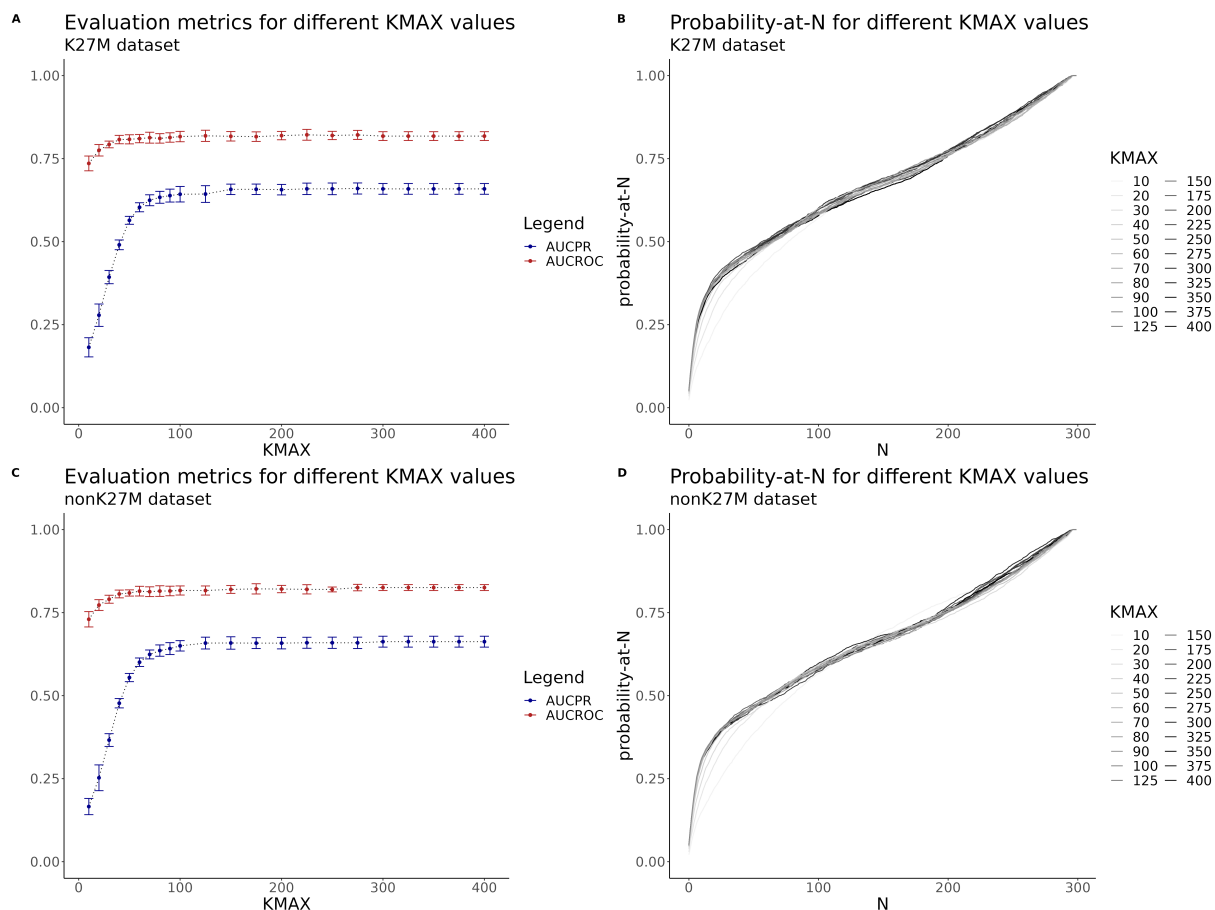 A
Evaluation metrics for different KMAX values
K27M dataset
1.00
0.75
0.50
0.25
0.00
0 100 200 300 400
KMAX
Legend
AUCPR
AUCROC
B
Probability-at-N for different KMAX values
K27M dataset
probability-at-N
1.00
0.75
0.50
0.25
0.00
0 100 200 300
N
KMAX
10 150
20 175
30 200
40 225
50 250
60 275
70 300
80 325
90 350
100 375
125 400
C
Evaluation metrics for different KMAX values
nonK27M dataset
1.00
0.75
0.50
0.25
0.00
0 100 200 300 400
KMAX
Legend
AUCPR
AUCROC
D
Probability-at-N for different KMAX values
nonK27M dataset
probability-at-N
1.00
0.75
0.50
0.25
0.00
0 100 200 300
N
KMAX
10 150
20 175
30 200
40 225
50 250
60 275
70 300
80 325
90 350
100 375
125 400